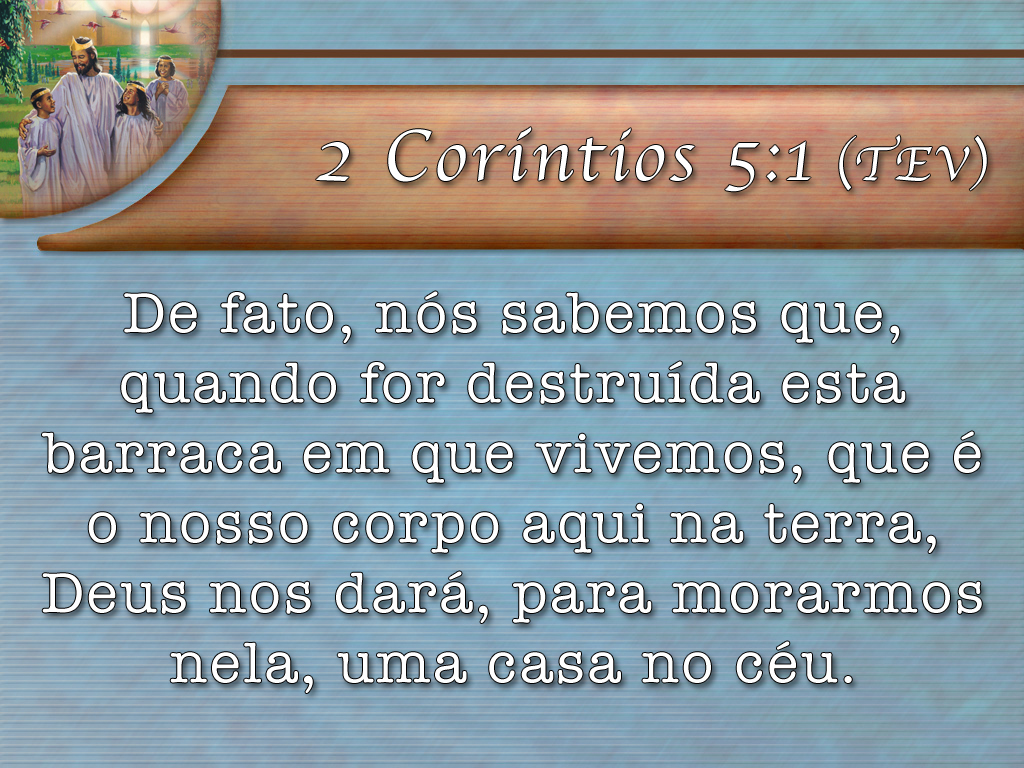 2 Coríntios 5:1 (TEV)
De fato, nós sabemos que,
quando for destruída esta
barraca em que vivemos, que é
o nosso corpo aqui na terra,
Deus nos dará, para morarmos
nela, uma casa no céu.